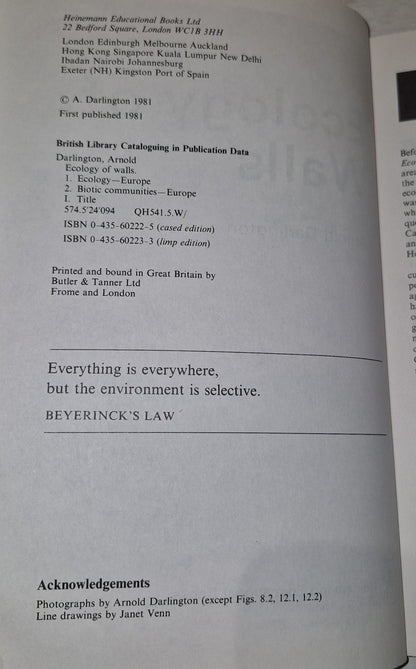 Heinemann Educational Books Ltd
22 Bedford Square, London WC1B 3HH
London Edinburgh Melbourne Auckland
Hong Kong Singapore Kuala Lumpur New Delhi
Ibadan Nairobi Johannesburg
Exeter (NH) Kingston Port of Spain
© A. Darlington 1981
First published 1981
British Library Cataloguing in Publication Data
Darlington, Arnold
Ecology of walls.
1. Ecology—Europe
2. Biotic communities—Europe
I. Title
574.5'24'094 QH541.5.W/
ISBN 0-435-60222-5 (cased edition)
ISBN 0-435-60223-3 (limp edition)
Printed and bound in Great Britain by
Butler & Tanner Ltd
Frome and London
Everything is everywhere,
but the environment is selective.
BEYERINCK'S LAW
Acknowledgements
Photographs by Arnold Darlington (except Figs. 8.2, 12.1, 12.2)
Line drawings by Janet Venn